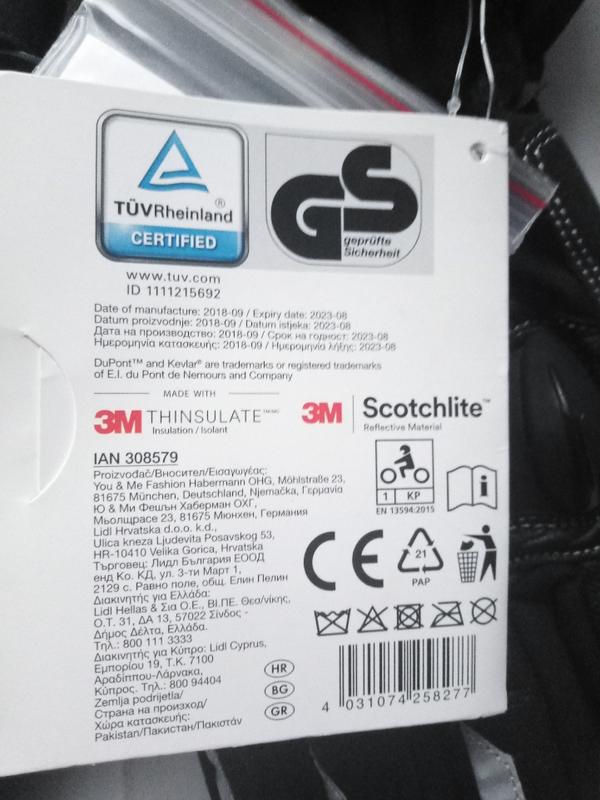 TÜVRheinland®
CERTIFIED
GS
geprüfte
Sicherheit
www.tuv.com
ID 1111215692
Date of manufacture: 2018-09 / Expiry date: 2023-08
Datum proizvodnje: 2018-09 / Datum isteka: 2023-08
Дата на производство: 2018-09 / Срок на годност: 2023-08
Ημερομηνία κατασκευής: 2018-09 / Ημερομηνία λήξης: 2023-08
DuPont™ and Kevlar® are trademarks or registered trademarks
of E.I. du Pont de Nemours and Company
MADE WITH
3M THINSULATE™
Insulation / Isolant
3M Scotchlite™
Reflective Material
IAN 308579
Proizvođač/Вносител/Εισαγωγέας:
You & Me Fashion Habermann OHG, Möhlstraße 23,
81675 München, Deutschland, Njemačka, Германия
Ю & Ми Фешън Хаберман ОХГ,
Мьолщрасе 23, 81675 Мюнхен, Германия
Lidl Hrvatska d.o.o. k.d.,
Ulica kneza Ljudevita Posavskog 53,
HR-10410 Velika Gorica, Hrvatska
Търговец: Лидл България ЕООД
енд Ко. КД, ул. 3-ти Март 1,
2129 с. Равно поле, общ. Елин Пелин
Διακινητής για Ελλάδα:
Lidl Hellas & Σια Ο.Ε., ΒΙ.ΠΕ. Θεσ/νίκης,
Ο.Τ. 31, ΔΑ 13, 57022 Σίνδος -
Δήμος Δέλτα, Ελλάδα.
Τηλ.: 800 111 3333
Διακινητής για Κύπρο: Lidl Cyprus,
Εμπορίου 19, Τ.Κ. 7100
Αραδίππου-Λάρνακα,
Κύπρος. Τηλ.: 800 94404
Zemlja podrijetla/
Страна на произход/
Χώρα κατασκευής:
Pakistan/Пакистан/Πακιστάν
HR
BG
GR
1 KP
EN 13594:2015
i
CE
21
PAP
4 031074 258277